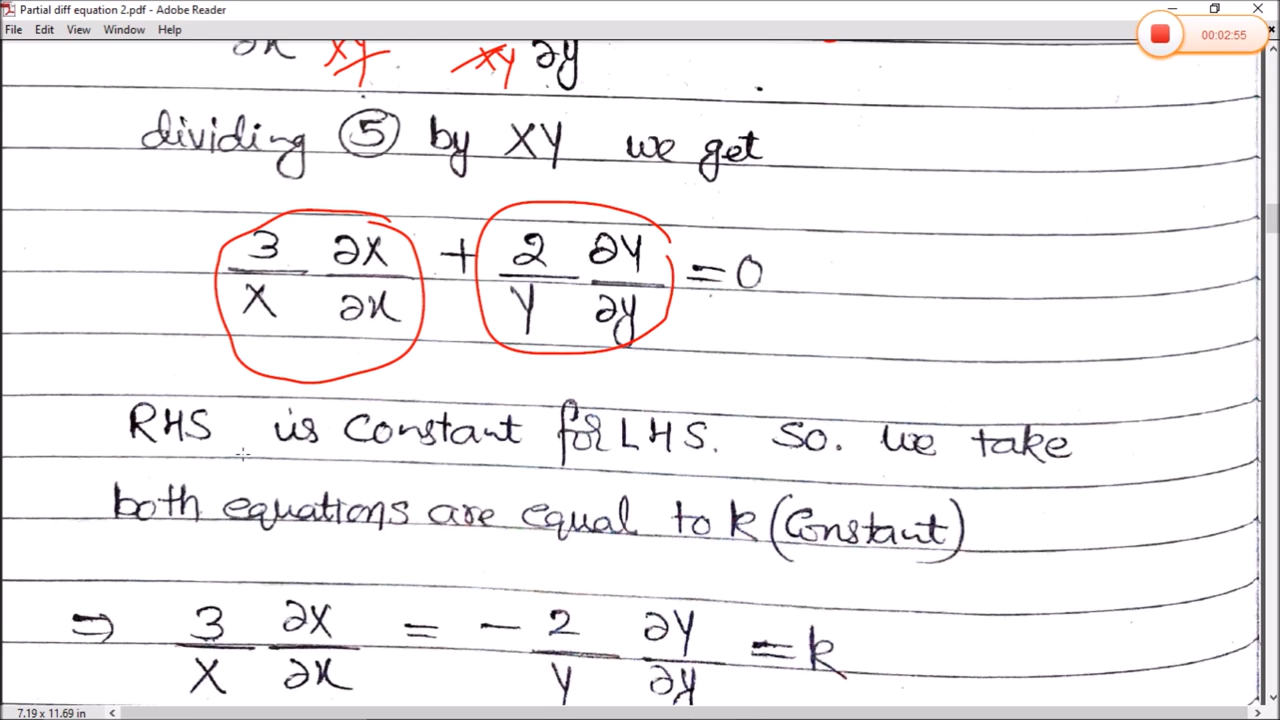 Partial diff equation 2.pdf - Adobe Reader
File Edit View Window Help
00:02:55
∂x XY XY ∂y
dividing ⑤ by XY we get
3/X ∂X/∂x + 2/Y ∂Y/∂y = 0
RHS is Constant for LHS. So. we take
both equations are equal to k (Constant)
⇒ 3/X ∂X/∂x = - 2/Y ∂Y/∂y = k
7.19 x 11.69 in